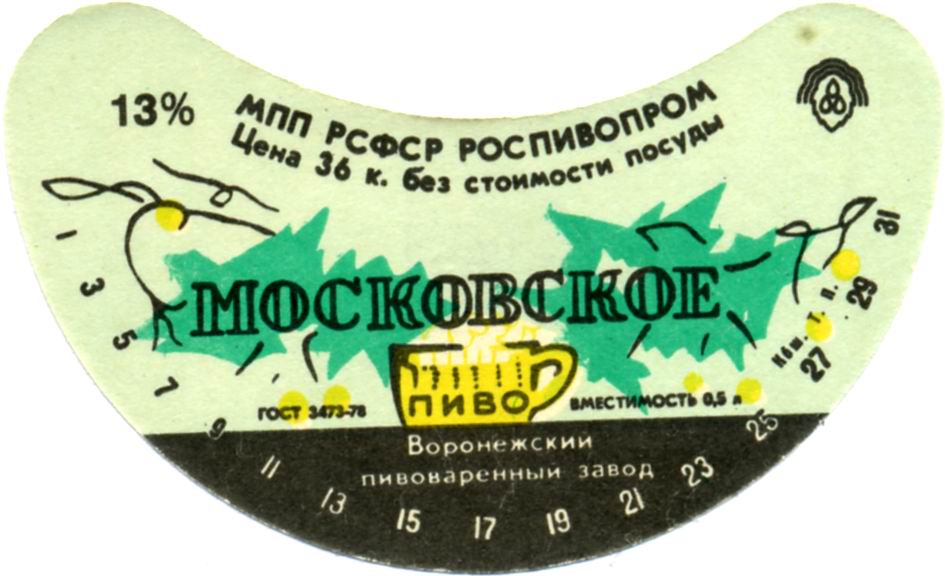 13%
МПП РСФСР РОСПИВОПРОМ
Цена 36 к. без стоимости посуды
МОСКОВСКОЕ
ПИВО
ГОСТ 3473-78
ВМЕСТИМОСТЬ 0,5 л
Воронежский
пивоваренный завод
1 3 5 7 9 11 13 15 17 19 21 23 25 27 29 31